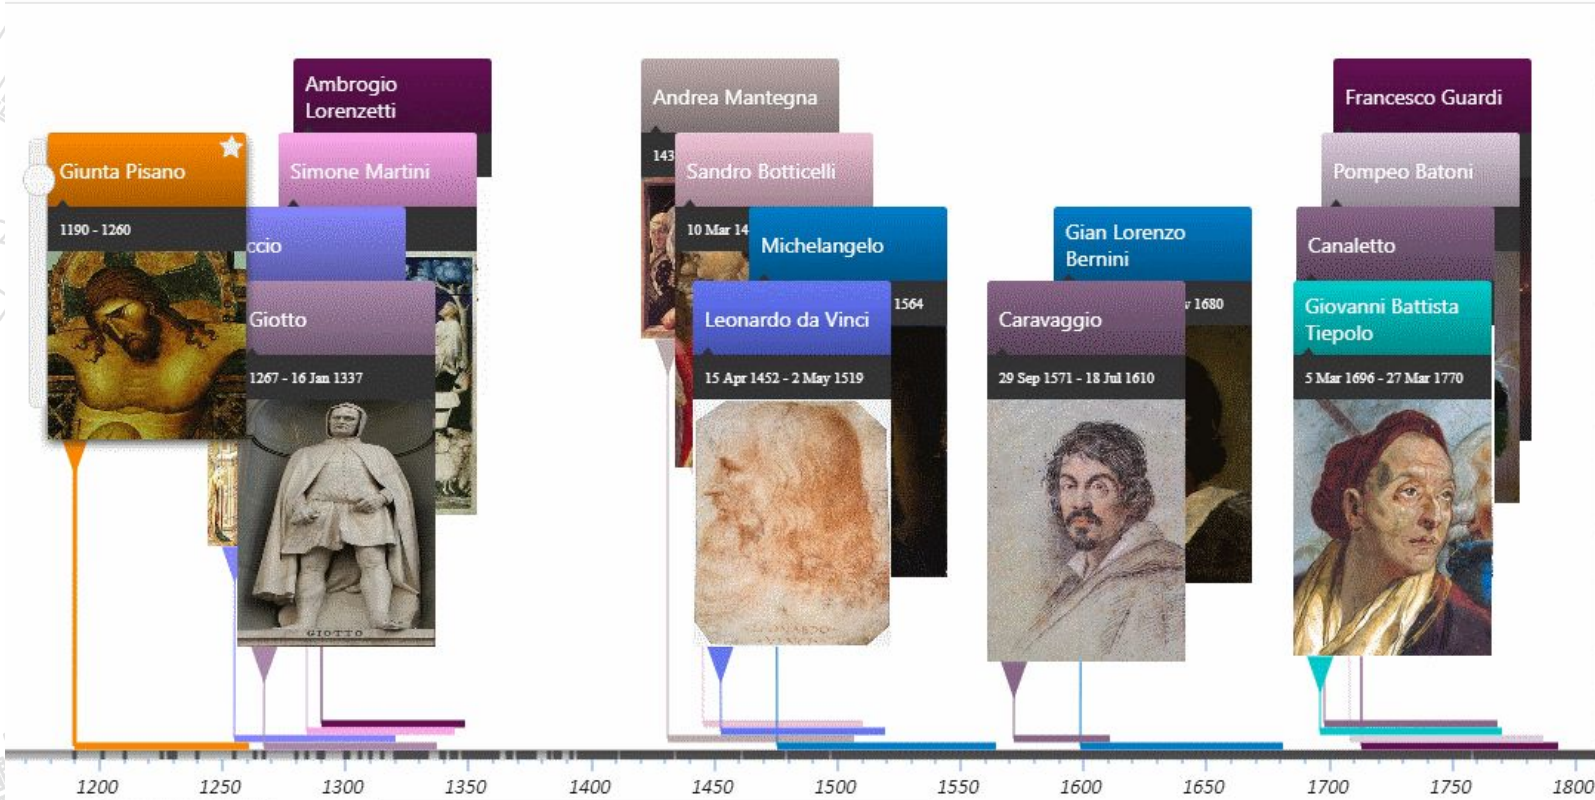 Ambrogio
Lorenzetti
Andrea Mantegna
Francesco Guardi
Giunta Pisano
Simone Martini
143
Sandro Botticelli
Pompeo Batoni
1190 - 1260
ccio
10 Mar 14
Michelangelo
Gian Lorenzo
Bernini
Canaletto
Giotto
Leonardo da Vinci
1564
Caravaggio
1680
Giovanni Battista
Tiepolo
1267 - 16 Jan 1337
15 Apr 1452 - 2 May 1519
29 Sep 1571 - 18 Jul 1610
5 Mar 1696 - 27 Mar 1770
GIOTTO
1200 1250 1300 1350 1400 1450 1500 1550 1600 1650 1700 1750 1800